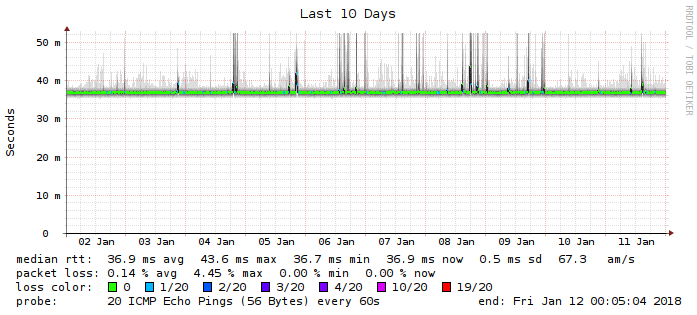 Last 10 Days
RRDTOOL / TOBI OETIKER
Seconds
50 m
40 m
30 m
20 m
10 m
0
02 Jan 03 Jan 04 Jan 05 Jan 06 Jan 07 Jan 08 Jan 09 Jan 10 Jan 11 Jan
median rtt: 36.9 ms avg 43.6 ms max 36.7 ms min 36.9 ms now 0.5 ms sd 67.3 am/s
packet loss: 0.14 % avg 4.45 % max 0.00 % min 0.00 % now
loss color: 0 1/20 2/20 3/20 4/20 10/20 19/20
probe: 20 ICMP Echo Pings (56 Bytes) every 60s end: Fri Jan 12 00:05:04 2018